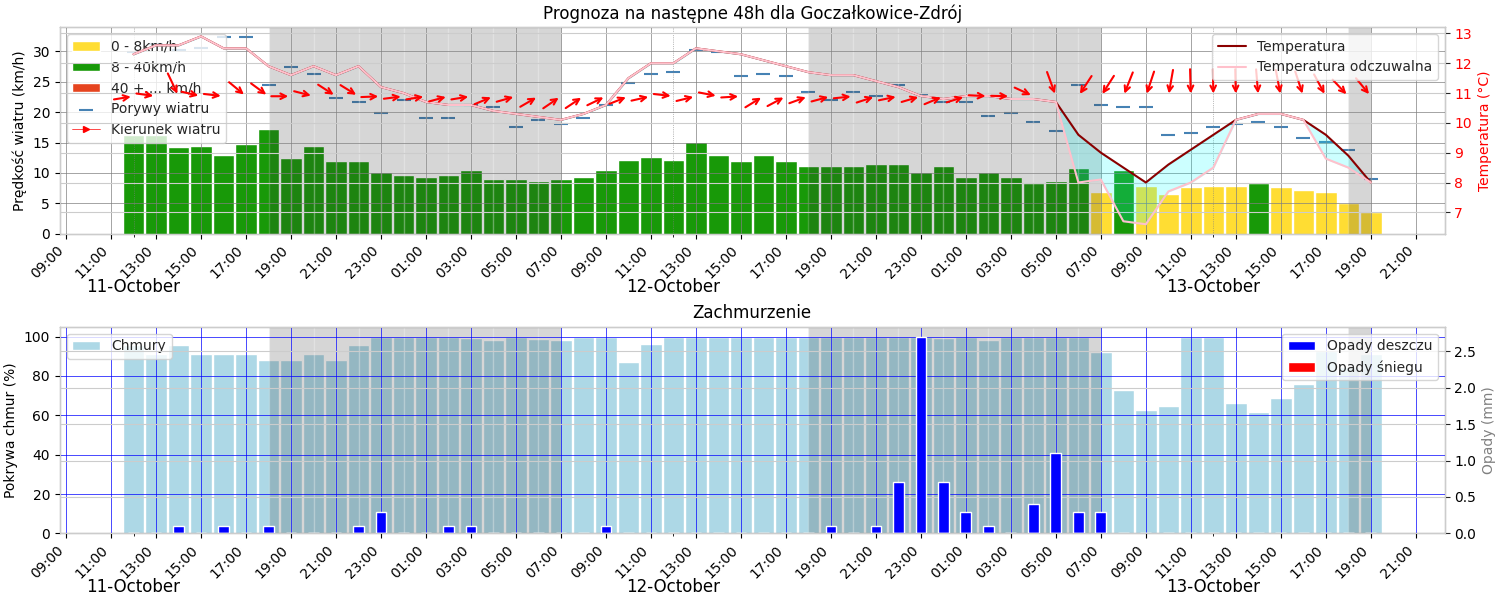 Prognoza na następne 48h dla Goczałkowice-Zdrój
Prędkość wiatru (km/h)
30
25
20
15
10
5
0
0 - 8km/h
8 - 40km/h
40 + ... km/h
Porywy wiatru
Kierunek wiatru
Temperatura
Temperatura odczuwalna
13
12
11
10
9
8
7
Temperatura (°C)
09:00 11:00 13:00 15:00 17:00 19:00 21:00 23:00 01:00 03:00 05:00 07:00 09:00 11:00 13:00 15:00 17:00 19:00 21:00 23:00 01:00 03:00 05:00 07:00 09:00 11:00 13:00 15:00 17:00 19:00 21:00
11-October 12-October 13-October
Zachmurzenie
Pokrywa chmur (%)
100
80
60
40
20
0
Chmury
Opady deszczu
Opady śniegu
2.5
2.0
1.5
1.0
0.5
0.0
Opady (mm)
09:00 11:00 13:00 15:00 17:00 19:00 21:00 23:00 01:00 03:00 05:00 07:00 09:00 11:00 13:00 15:00 17:00 19:00 21:00 23:00 01:00 03:00 05:00 07:00 09:00 11:00 13:00 15:00 17:00 19:00 21:00
11-October 12-October 13-October